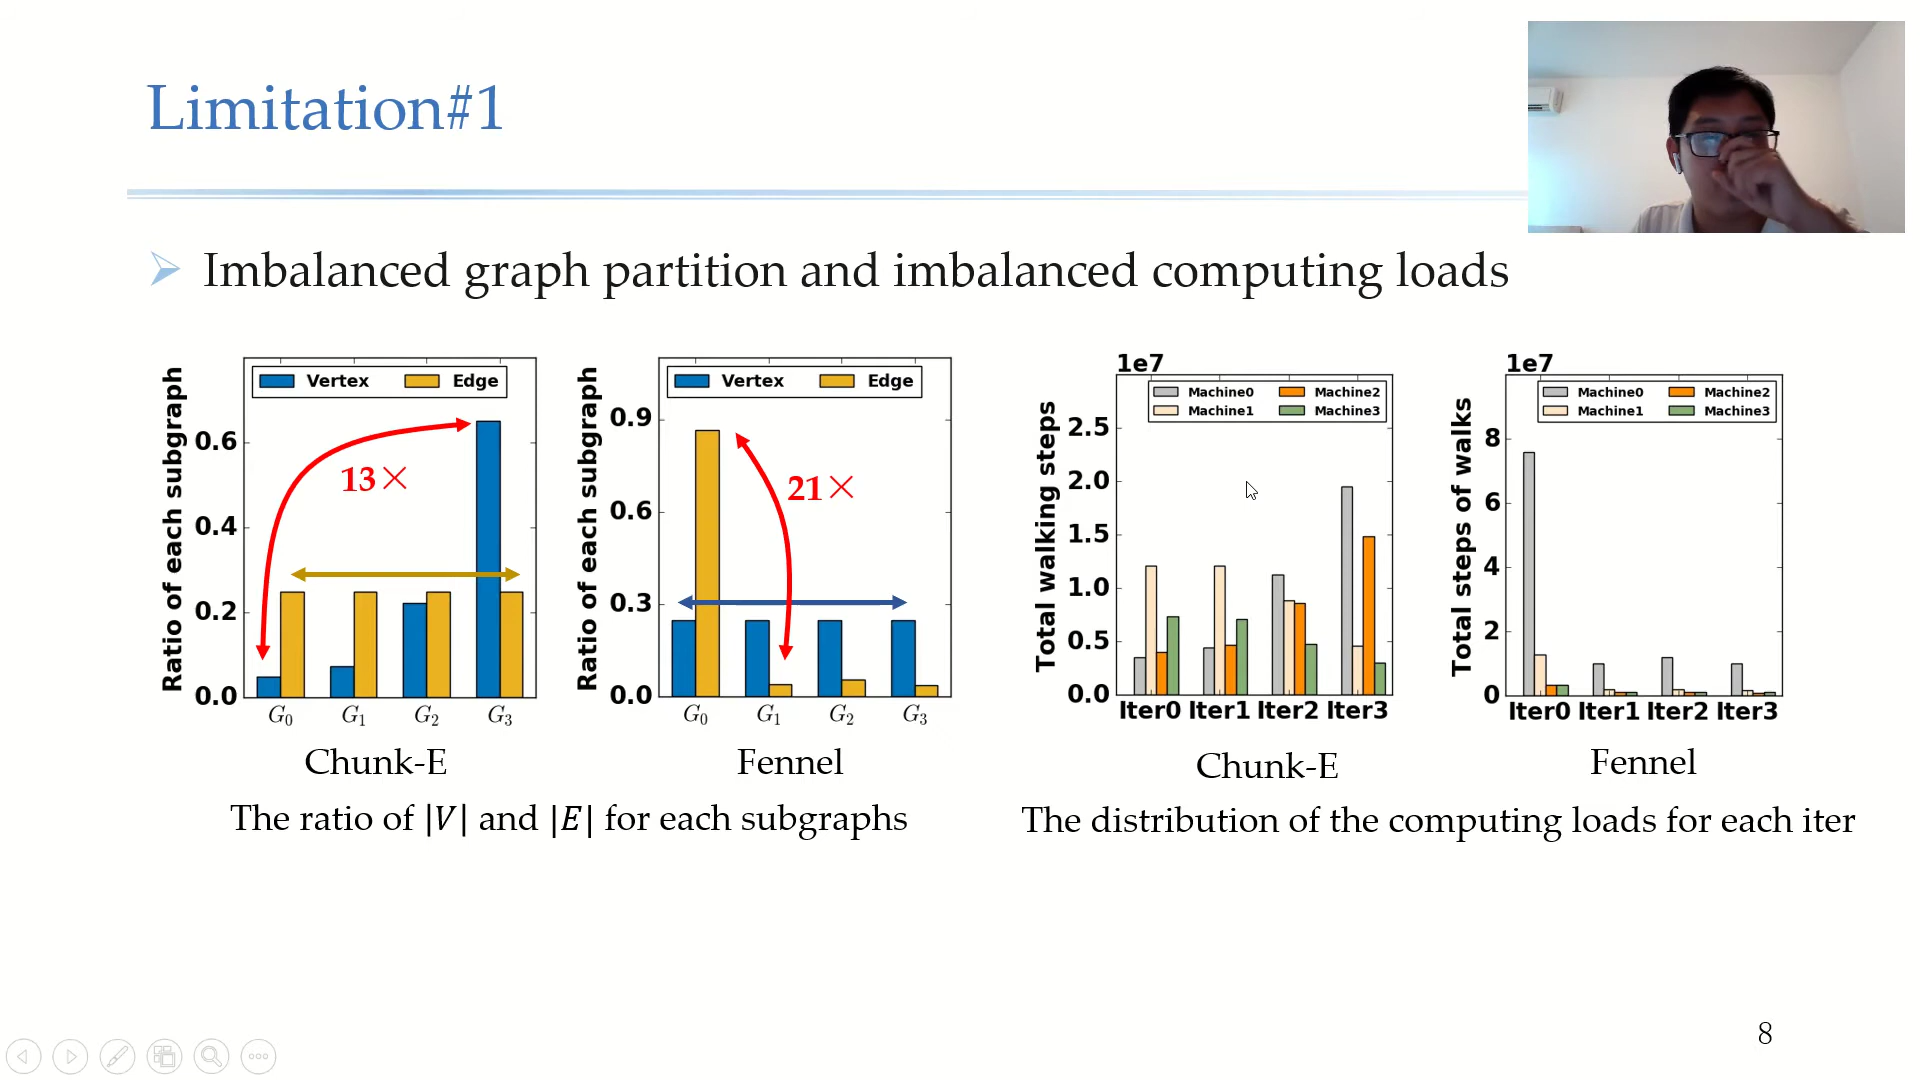 Limitation#1
Imbalanced graph partition and imbalanced computing loads
Ratio of each subgraph
Vertex Edge
0.6
0.4
0.2
0.0
13×
G0 G1 G2 G3
Chunk-E
Ratio of each subgraph
Vertex Edge
0.9
0.6
0.3
0.0
21×
G0 G1 G2 G3
Fennel
The ratio of |V| and |E| for each subgraphs
1e7
Total walking steps
Machine0 Machine2
Machine1 Machine3
2.5
2.0
1.5
1.0
0.5
0.0
Iter0 Iter1 Iter2 Iter3
Chunk-E
1e7
Total steps of walks
Machine0 Machine2
Machine1 Machine3
8
6
4
2
0
Iter0 Iter1 Iter2 Iter3
Fennel
The distribution of the computing loads for each iter
8